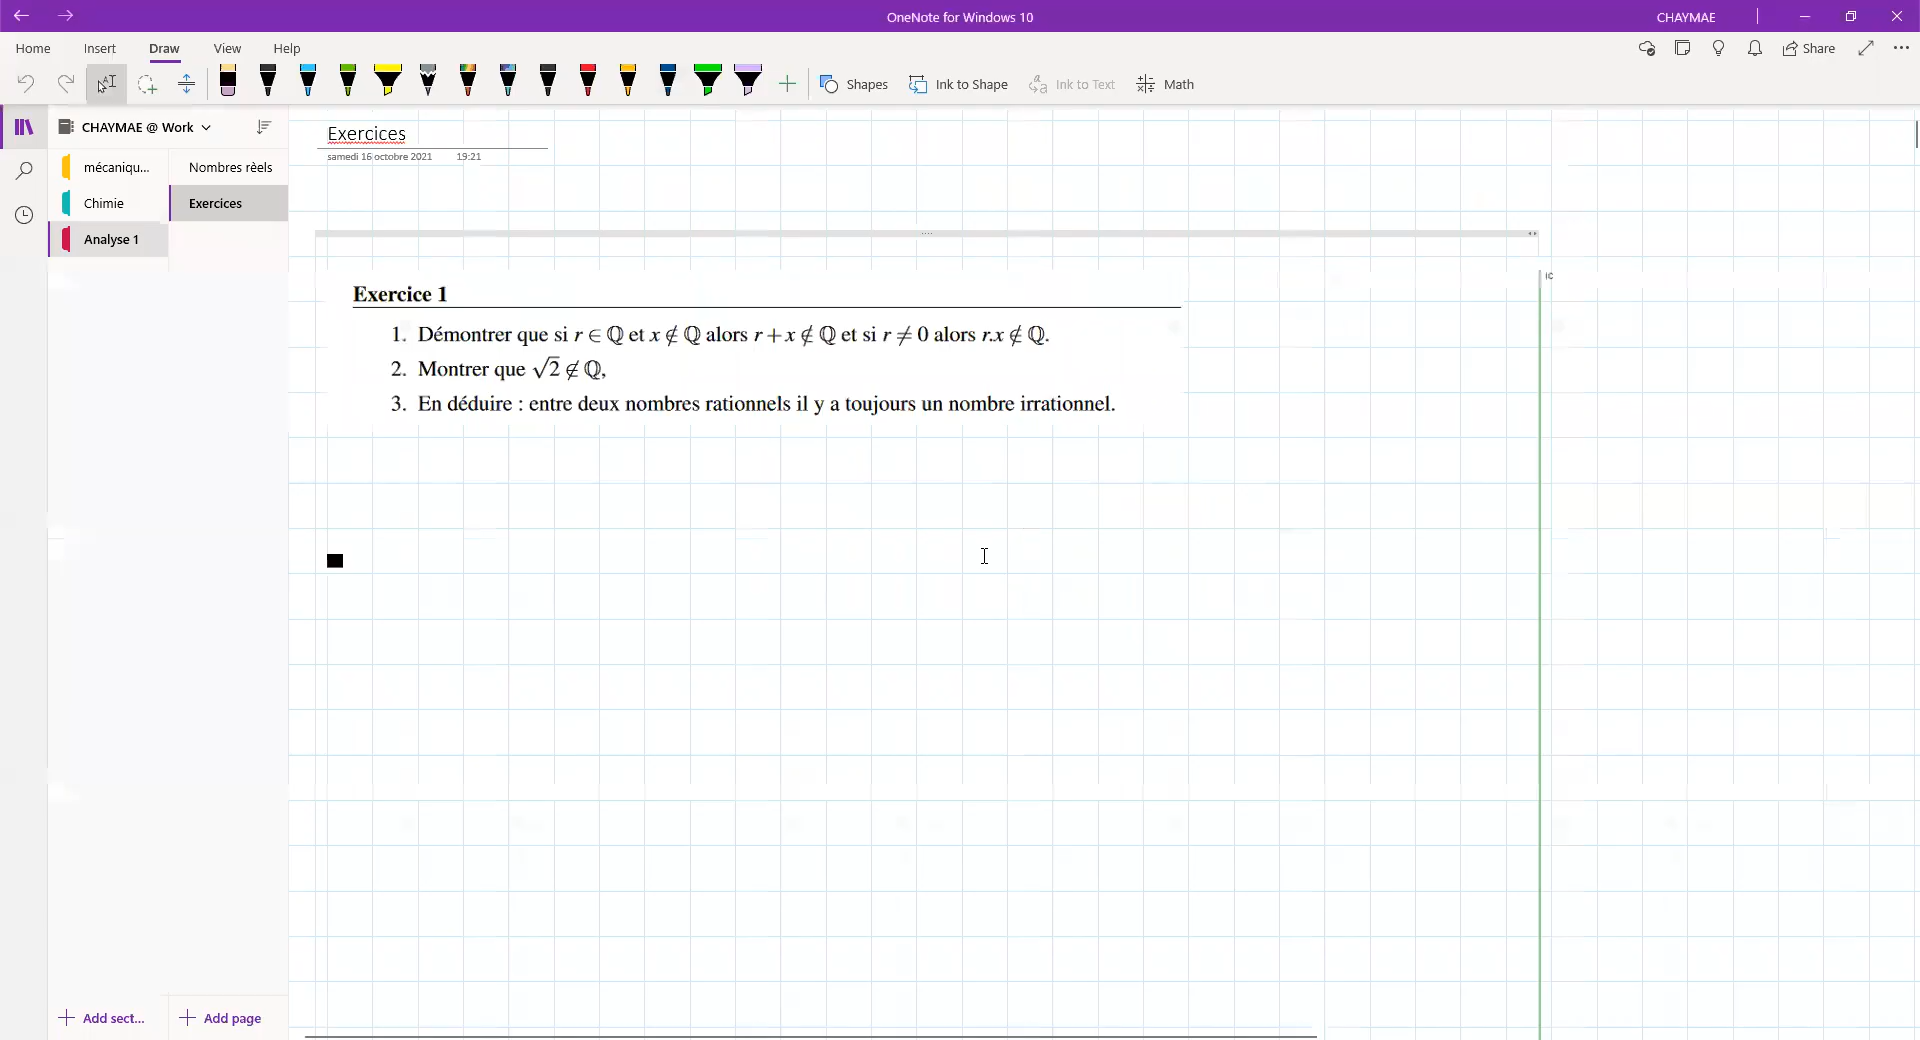 OneNote for Windows 10
CHAYMAE
Home Insert Draw View Help
Share
Shapes Ink to Shape Ink to Text Math
CHAYMAE @ Work
mécaniqu...
Chimie
Analyse 1
Nombres rèels
Exercices
Exercices
samedi 16 octobre 2021 19:21
Exercice 1
1. Démontrer que si r ∈ ℚ et x ∉ ℚ alors r + x ∉ ℚ et si r ≠ 0 alors r.x ∉ ℚ.
2. Montrer que √2 ∉ ℚ,
3. En déduire : entre deux nombres rationnels il y a toujours un nombre irrationnel.
Add sect... Add page